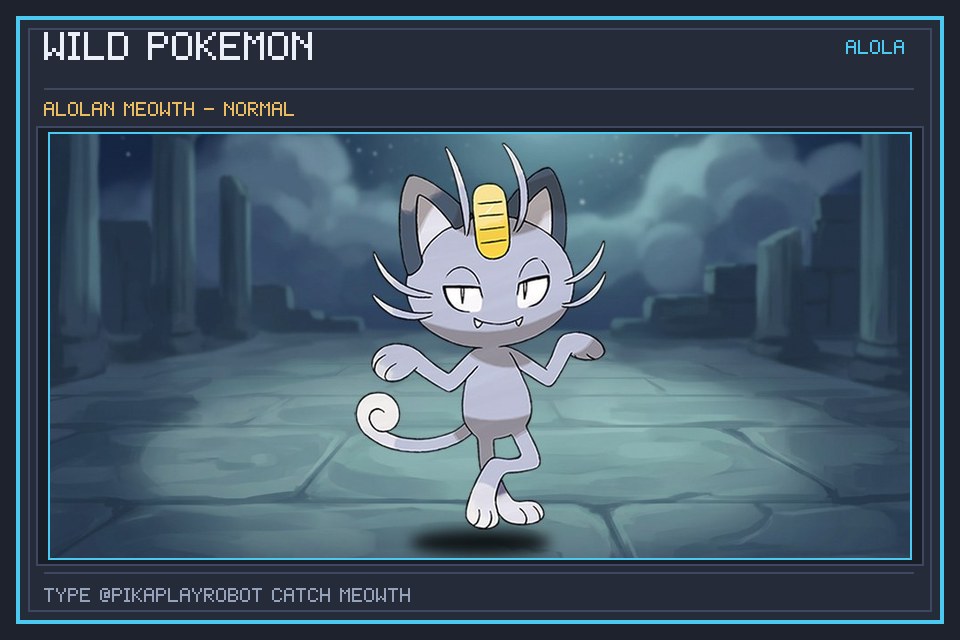 WILD POKEMON
ALOLA
ALOLAN MEOWTH - NORMAL
TYPE @PIKAPLAYROBOT CATCH MEOWTH